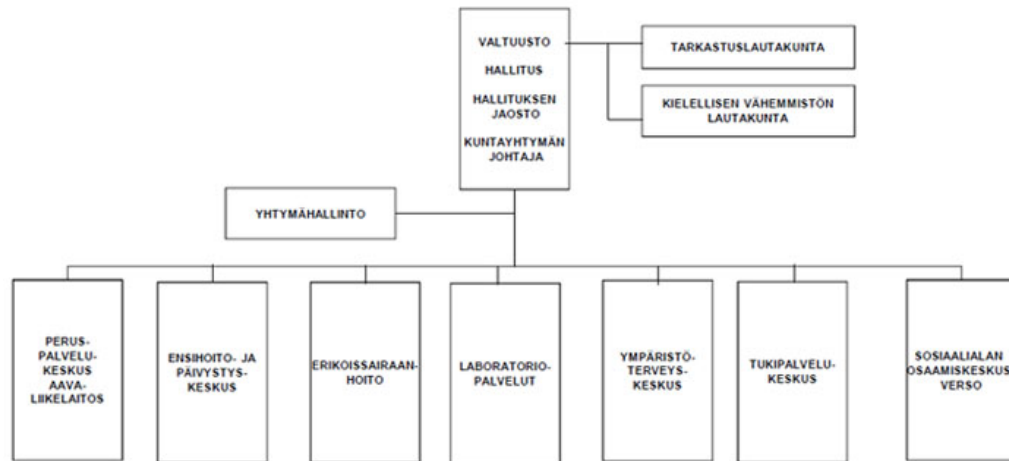 VALTUUSTO
HALLITUS
HALLITUKSEN
JAOSTO
KUNTAYHTYMÄN
JOHTAJA
TARKASTUSLAUTAKUNTA
KIELELLISEN VÄHEMMISTÖN
LAUTAKUNTA
YHTYMÄHALLINTO
PERUS-
PALVELU-
KESKUS
AAVA-
LIIKELAITOS
ENSIHOITO- JA
PÄIVYSTYS-
KESKUS
ERIKOISSAIRAAN-
HOITO
LABORATORIO-
PALVELUT
YMPÄRISTÖ-
TERVEYS-
KESKUS
TUKIPALVELU-
KESKUS
SOSIAALIALAN
OSAAMISKESKUS
VERSO